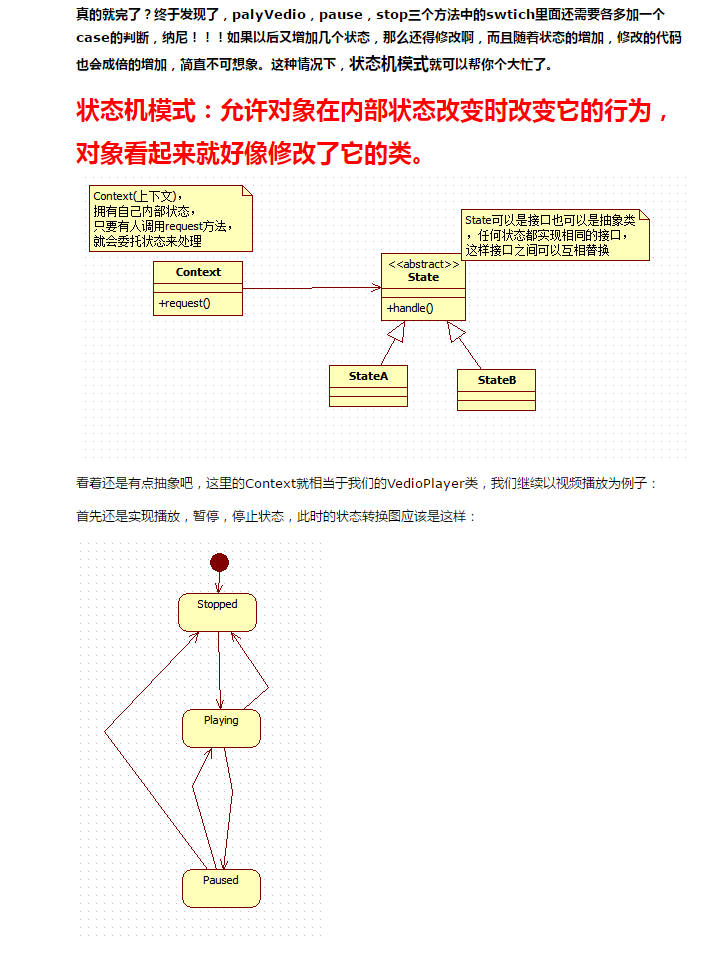 真的就完了？终于发现了，palyVedio，pause，stop三个方法中的swtich里面还需要各多加一个
case的判断，纳尼！！！如果以后又增加几个状态，那么还得修改啊，而且随着状态的增加，修改的代码
也会成倍的增加，简直不可想象。这种情况下，状态机模式就可以帮你个大忙了。
状态机模式：允许对象在内部状态改变时改变它的行为，
对象看起来就好像修改了它的类。
Context(上下文)，
拥有自己内部状态，
只要有人调用request方法，
就会委托状态来处理
State可以是接口也可以是抽象类
，任何状态都实现相同的接口，
这样接口之间可以互相替换
Context
+request()
<<abstract>>
State
+handle()
StateA
StateB
看着还是有点抽象吧，这里的Context就相当于我们的VedioPlayer类，我们继续以视频播放为例子：
首先还是实现播放，暂停，停止状态，此时的状态转换图应该是这样：
Stopped
Playing
Paused